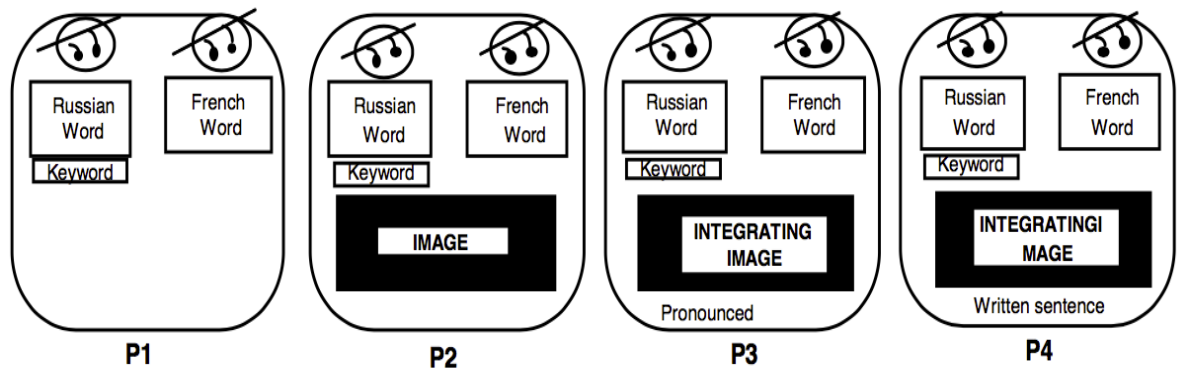 Russian
Word
French
Word
Keyword
P1
Russian
Word
French
Word
Keyword
IMAGE
P2
Russian
Word
French
Word
Keyword
INTEGRATING
IMAGE
Pronounced
P3
Russian
Word
French
Word
Keyword
INTEGRATINGI
MAGE
Written sentence
P4